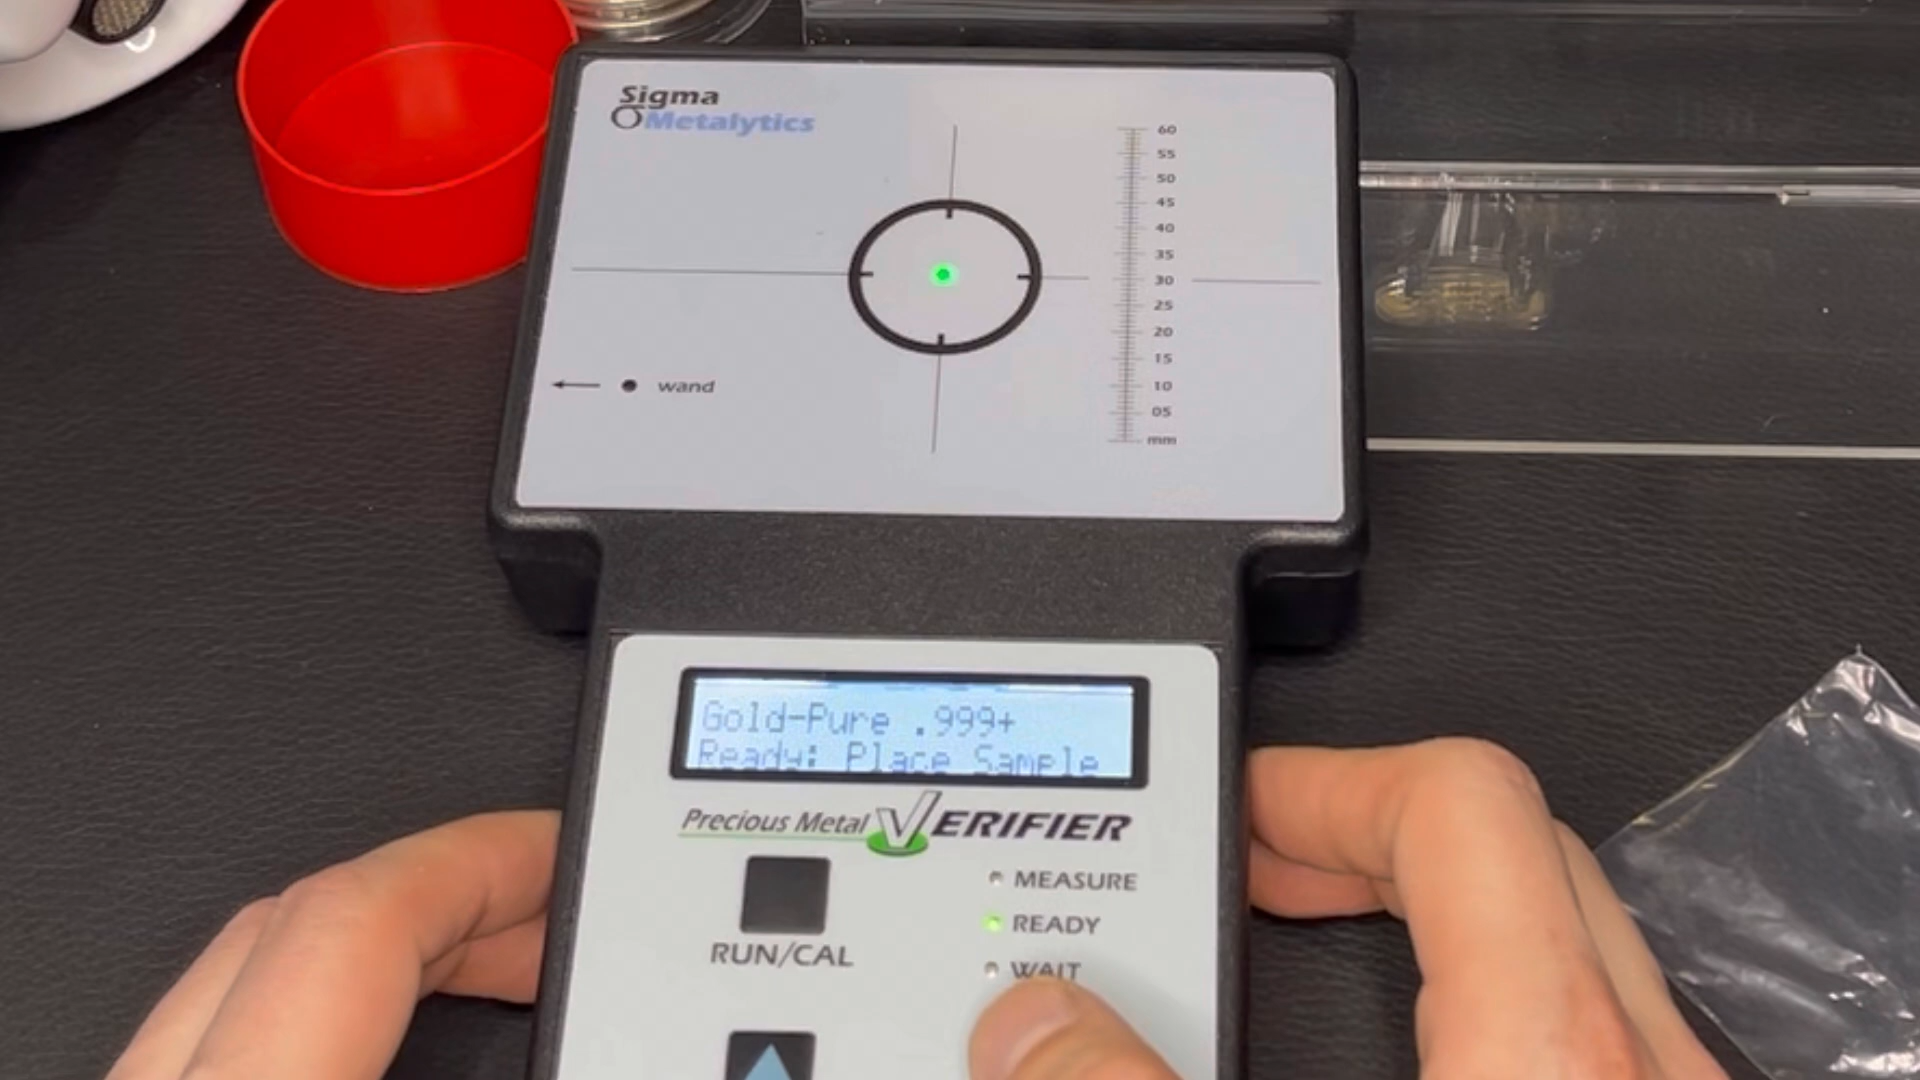 Sigma
Metalytics
60
55
50
45
40
35
30
25
20
15
10
05
mm
wand
Gold-Pure .999+
Ready: Place Sample
Precious Metal VERIFIER
MEASURE
READY
WAIT
RUN/CAL